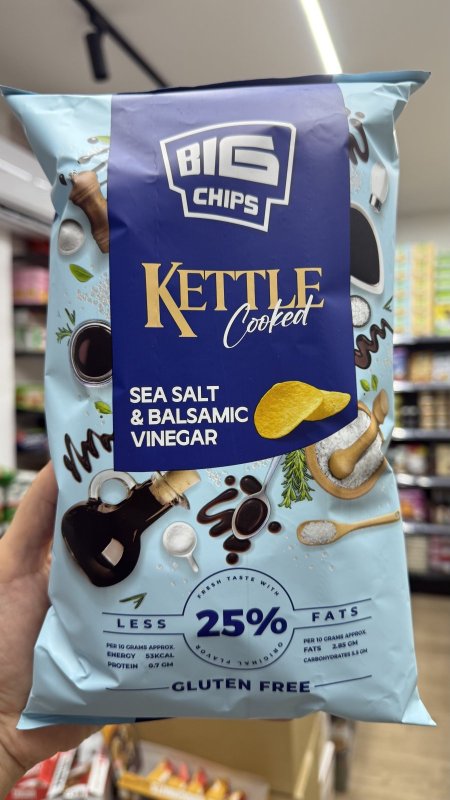 BIG
CHIPS
KETTLE
Cooked
SEA SALT
& BALSAMIC
VINEGAR
FRESH TASTE WITH
LESS 25% FATS
ORIGINAL FLAVOR
PER 10 GRAMS APPROX.
ENERGY 53KCAL
PROTEIN 0.7 GM
PER 10 GRAMS APPROX.
FATS 2.85 GM
CARBOHYDRATES 5.5 GM
GLUTEN FREE